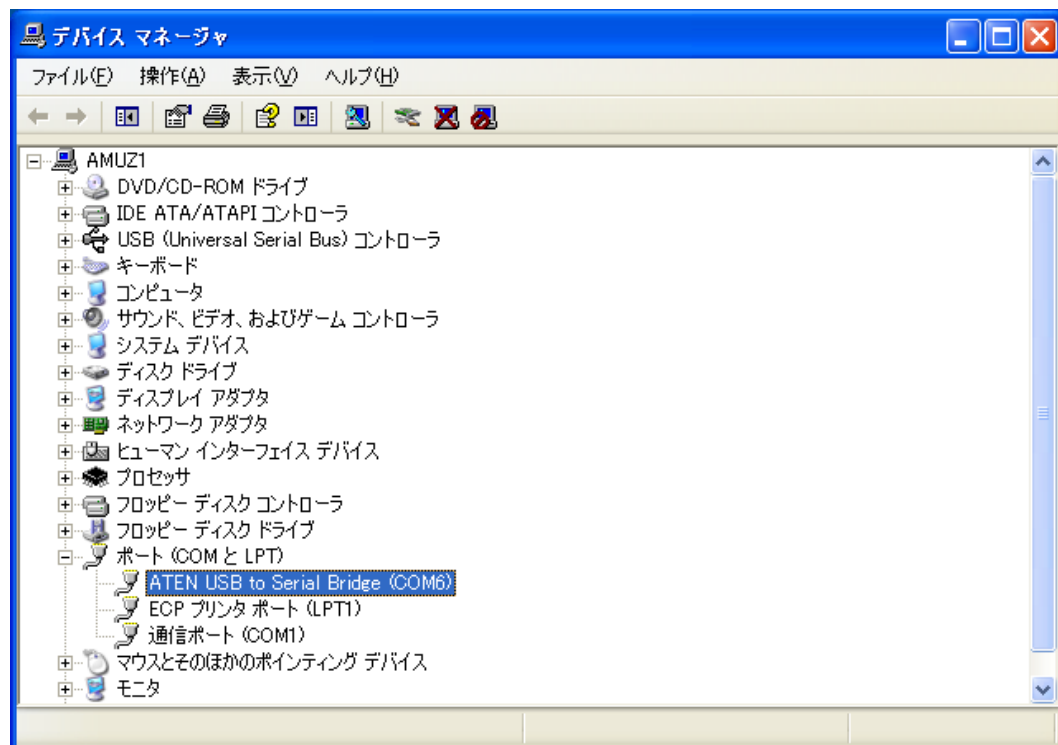 デバイス マネージャ
ファイル(F) 操作(A) 表示(V) ヘルプ(H)
AMUZ1
DVD/CD-ROM ドライブ
IDE ATA/ATAPI コントローラ
USB (Universal Serial Bus) コントローラ
キーボード
コンピュータ
サウンド、ビデオ、およびゲーム コントローラ
システム デバイス
ディスク ドライブ
ディスプレイ アダプタ
ネットワーク アダプタ
ヒューマン インターフェイス デバイス
プロセッサ
フロッピー ディスク コントローラ
フロッピー ディスク ドライブ
ポート (COM と LPT)
ATEN USB to Serial Bridge (COM6)
ECP プリンタ ポート (LPT1)
通信ポート (COM1)
マウスとそのほかのポインティング デバイス
モニタ